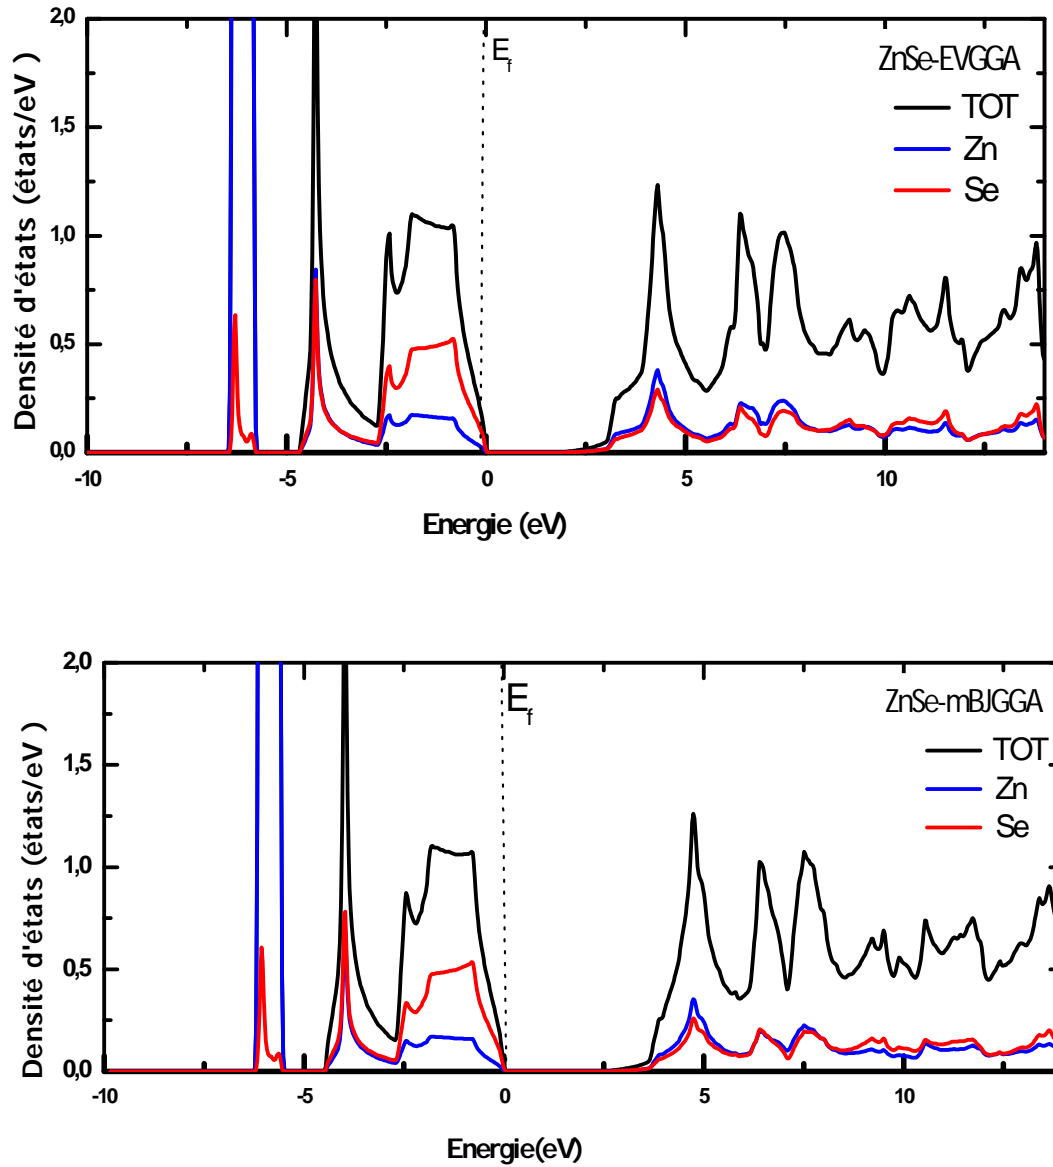 2,0
1,5
1,0
0,5
0,0
Densité d'états (états/eV )
E_f
ZnSe-EVGGA
TOT
Zn
Se
-10
-5
0
5
10
Energie (eV)
2,0
1,5
1,0
0,5
0,0
Densité d'états (états/eV )
E_f
ZnSe-mBJGGA
TOT
Zn
Se
-10
-5
0
5
10
Energie(eV)